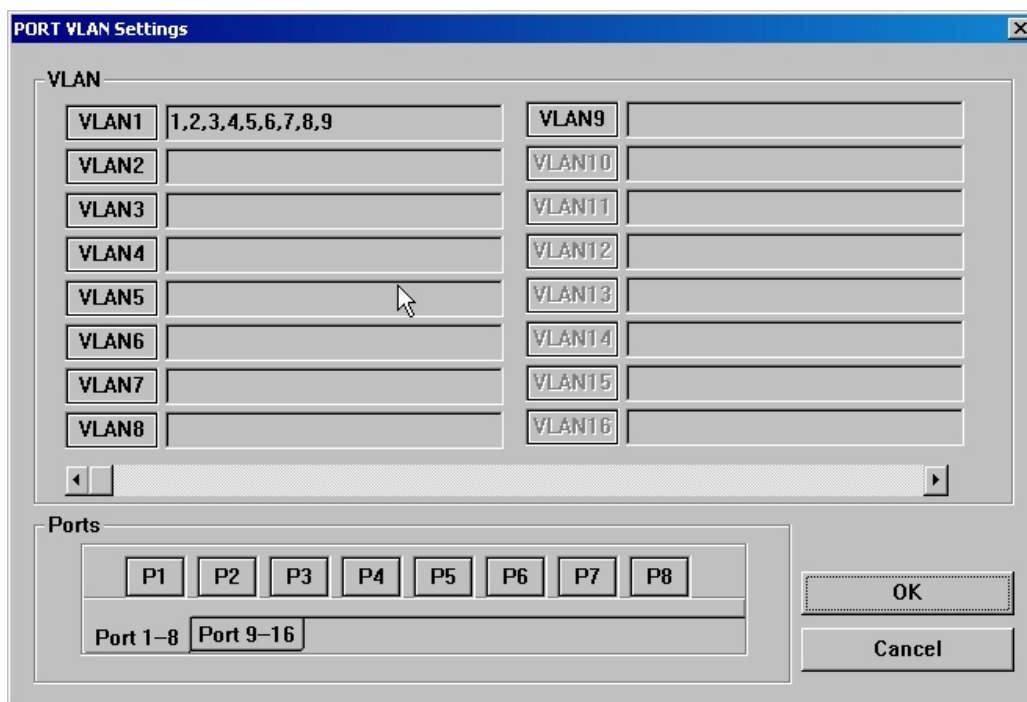 PORT VLAN Settings
VLAN
VLAN1 1,2,3,4,5,6,7,8,9
VLAN2
VLAN3
VLAN4
VLAN5
VLAN6
VLAN7
VLAN8
VLAN9
VLAN10
VLAN11
VLAN12
VLAN13
VLAN14
VLAN15
VLAN16
Ports
P1 P2 P3 P4 P5 P6 P7 P8
Port 1–8 Port 9–16
OK
Cancel